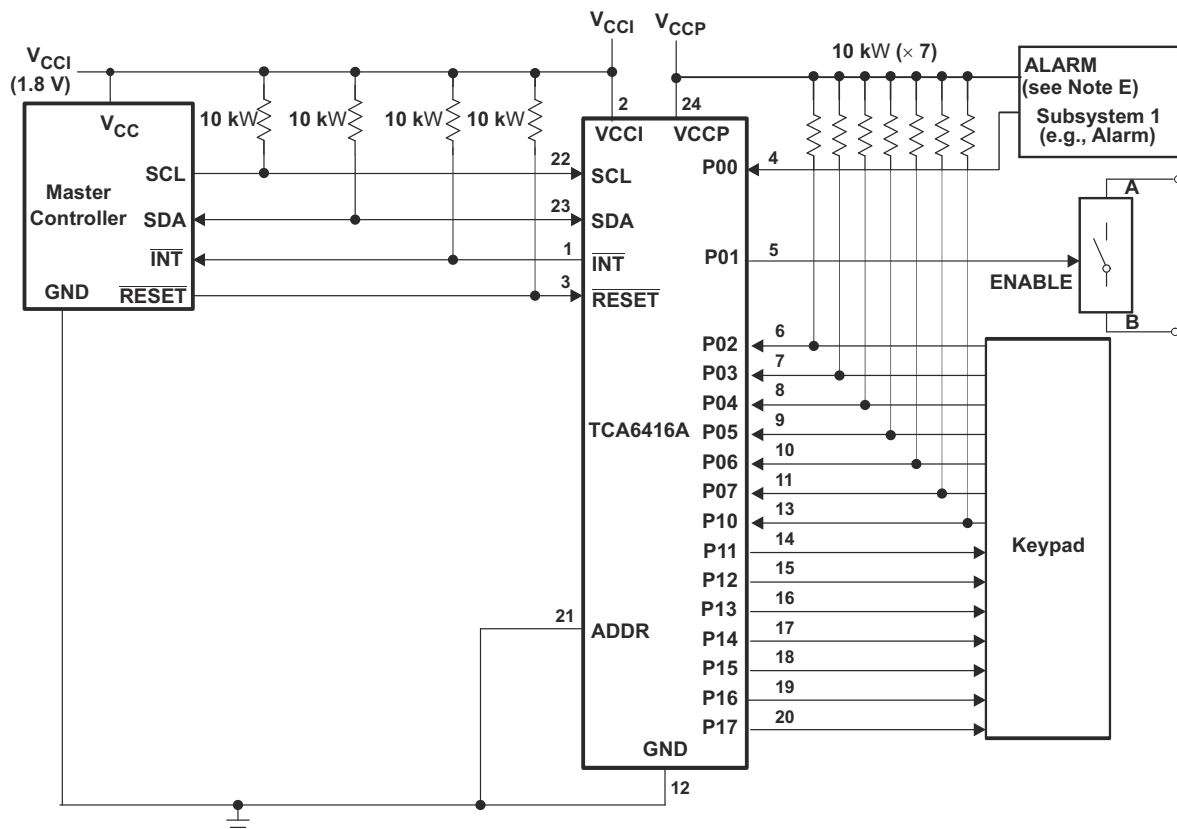 VCCI
VCCP
VCCI
(1.8 V)
10 kW (× 7)
ALARM
(see Note E)
Subsystem 1
(e.g., Alarm)
10 kW
10 kW
10 kW
10 kW
VCC
Master
Controller
SCL
SDA
INT
RESET
GND
2
24
VCCI
VCCP
22
SCL
23
SDA
1
INT
3
RESET
TCA6416A
21
ADDR
GND
12
P00
4
P01
5
ENABLE
A
B
P02
6
P03
7
P04
8
P05
9
P06
10
P07
11
P10
13
P11
14
P12
15
P13
16
P14
17
P15
18
P16
19
P17
20
Keypad